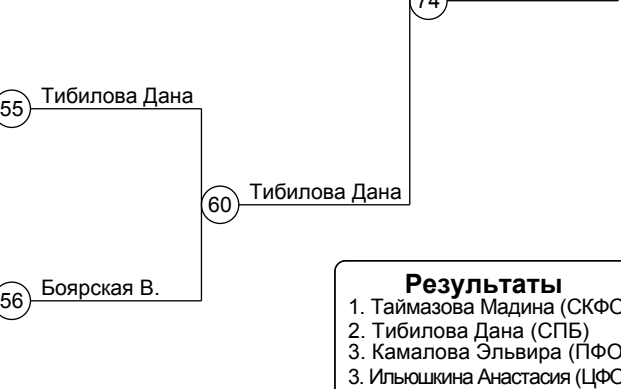 74
Тибилова Дана
55
Тибилова Дана
60
Боярская В.
56
Результаты
1. Таймазова Мадина (СКФО
2. Тибилова Дана (СПБ)
3. Камалова Эльвира (ПФО
3. Ильюшкина Анастасия (ЦФО